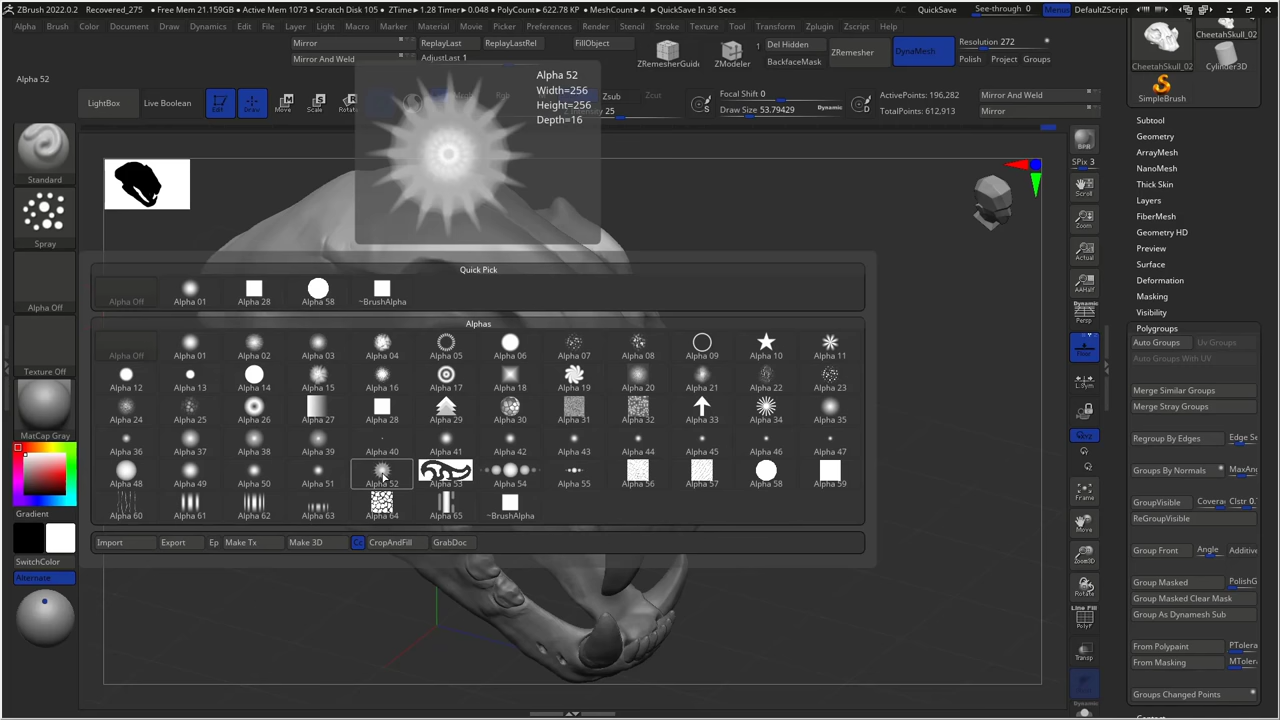 ZBrush 2022.0.2 Recovered_275 • Free Mem 21.159GB • Active Mem 1835 • Scratch Disk 105 • ZTime ▸ 1.28 Timer ▸ 0.048 • PolyCount ▸ 622.78 KP • MeshCount ▸ 4 • QuickSave In 36 Secs AC QuickSave See-through 0 Menus DefaultZScript
Alpha Brush Color Document Draw Dynamics Edit File Layer Light Macro Marker Material Movie Picker Preferences Render Stencil Stroke Texture Tool Transform Zplugin Zscript
Mirror ReplayLast ReplayLastRel FillObject Del Hidden Resolution 272
Mirror And Weld AdjustLast 1 ZRemesherGuid ZModeler 1 BackfaceMask ZRemesher DynaMesh Polish Project Groups
Alpha 52
LightBox Live Boolean Edit Draw Move Scale Rotate
Alpha 52
Width=256
Height=256
Depth=16
Zsub Zcut
25
Focal Shift 0
Draw Size 53.79429 Dynamic
ActivePoints: 196,282
TotalPoints: 612,913
Mirror And Weld
Mirror
Standard
Spray
Alpha Off
Texture Off
MatCap Gray
Gradient
SwitchColor
Alternate
Quick Pick
Alpha Off Alpha 01 Alpha 28 Alpha 58 ~BrushAlpha
Alphas
Alpha Off Alpha 01 Alpha 02 Alpha 03 Alpha 04 Alpha 05 Alpha 06 Alpha 07 Alpha 08 Alpha 09 Alpha 10 Alpha 11
Alpha 12 Alpha 13 Alpha 14 Alpha 15 Alpha 16 Alpha 17 Alpha 18 Alpha 19 Alpha 20 Alpha 21 Alpha 22 Alpha 23
Alpha 24 Alpha 25 Alpha 26 Alpha 27 Alpha 28 Alpha 29 Alpha 30 Alpha 31 Alpha 32 Alpha 33 Alpha 34 Alpha 35
Alpha 36 Alpha 37 Alpha 38 Alpha 39 Alpha 40 Alpha 41 Alpha 42 Alpha 43 Alpha 44 Alpha 45 Alpha 46 Alpha 47
Alpha 48 Alpha 49 Alpha 50 Alpha 51 Alpha 52 Alpha 53 Alpha 54 Alpha 55 Alpha 56 Alpha 57 Alpha 58 Alpha 59
Alpha 60 Alpha 61 Alpha 62 Alpha 63 Alpha 64 Alpha 65 ~BrushAlpha
Import Export Ep Make Tx Make 3D Cc CropAndFill GrabDoc
BPR
SPix 3
Scroll
Zoom
Actual
AAHalf
Dynamic
Persp
Floor
L.Sym
Frame
Move
Zoom3D
Rotate
Line Fill
PolyF
Transp
Dynamic
CheetahSkull_02
CheetahSkull_02 Cylinder3D
SimpleBrush
Subtool
Geometry
ArrayMesh
NanoMesh
Thick Skin
Layers
FiberMesh
Geometry HD
Preview
Surface
Deformation
Masking
Visibility
Polygroups
Auto Groups Uv Groups
Auto Groups With UV
Merge Similar Groups
Merge Stray Groups
Regroup By Edges Edge Se
Groups By Normals MaxAn
GroupVisible Covera Clstr 0.
ReGroupVisible
Group Front Angle Additive
Group Masked PolishG
Group Masked Clear Mask
Group As Dynamesh Sub
From Polypaint PTolera
From Masking MTolera
Groups Changed Points